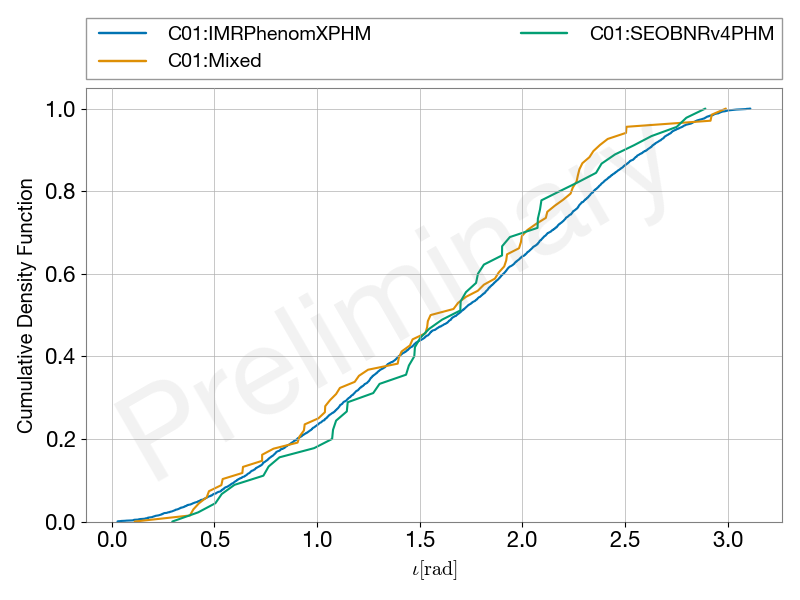 C01:IMRPhenomXPHM
C01:Mixed
C01:SEOBNRv4PHM
Preliminary
Cumulative Density Function
1.0
0.8
0.6
0.4
0.2
0.0
0.0 0.5 1.0 1.5 2.0 2.5 3.0
ι[rad]